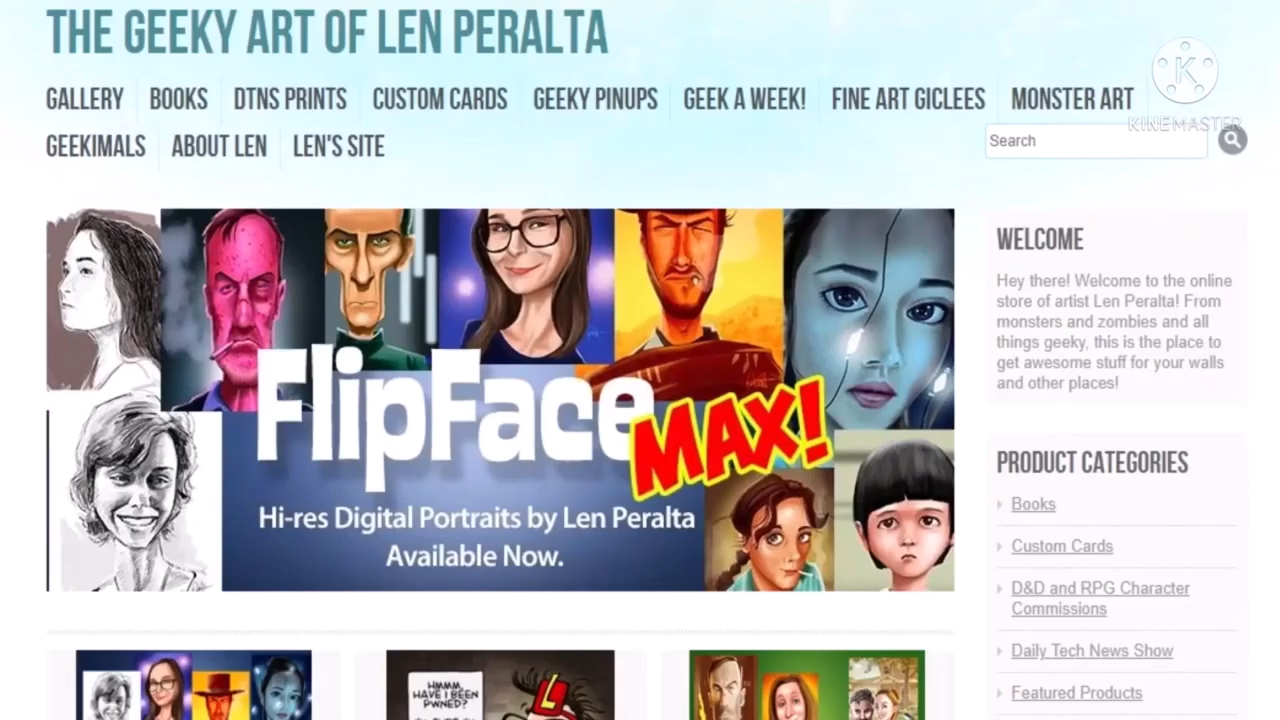 THE GEEKY ART OF LEN PERALTA
GALLERY BOOKS DTNS PRINTS CUSTOM CARDS GEEKY PINUPS GEEK A WEEK! FINE ART GICLEES MONSTER ART
K
KINEMASTER
GEEKIMALS ABOUT LEN LEN'S SITE
Search
FlipFace
MAX!
Hi-res Digital Portraits by Len Peralta
Available Now.
WELCOME
Hey there! Welcome to the online
store of artist Len Peralta! From
monsters and zombies and all
things geeky, this is the place to
get awesome stuff for your walls
and other places!
PRODUCT CATEGORIES
Books
Custom Cards
D&D and RPG Character
Commissions
Daily Tech News Show
Featured Products
HMMM,
HAVE I BEEN
PWNED?
L